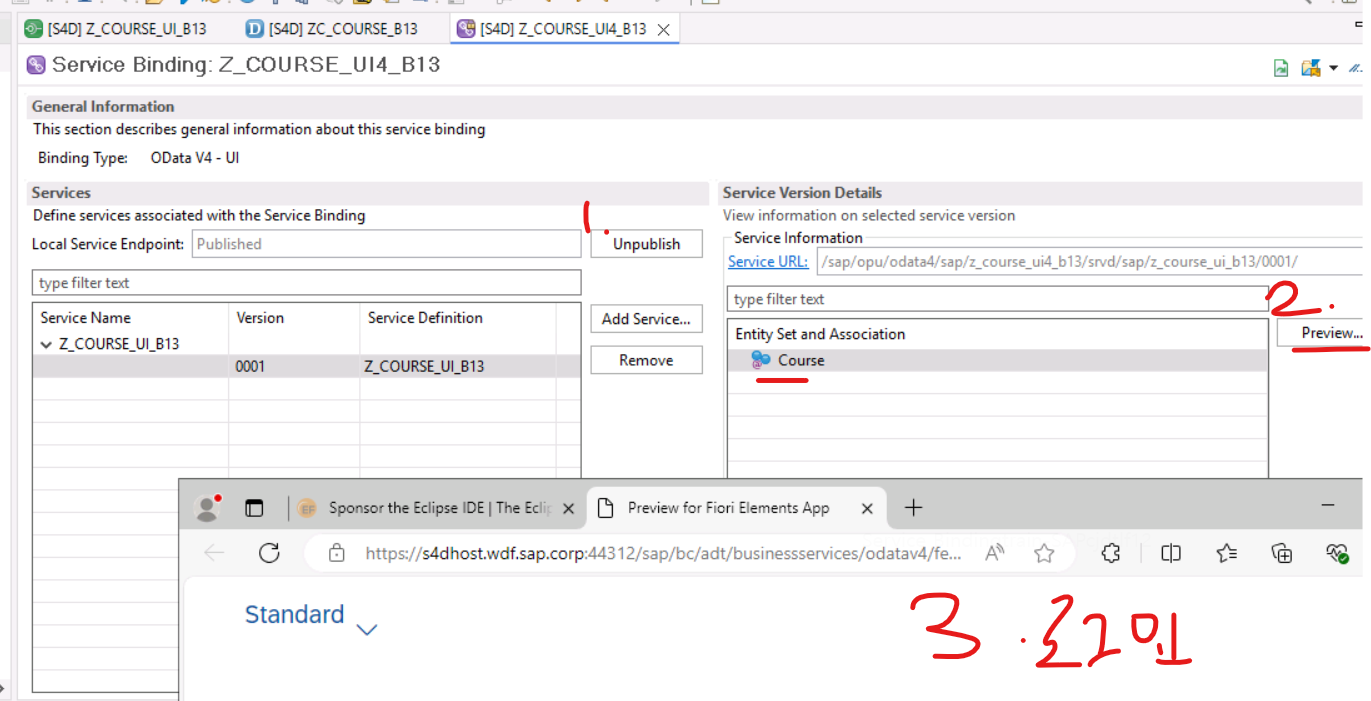 [S4D] Z_COURSE_UI_B13
[S4D] ZC_COURSE_B13
[S4D] Z_COURSE_UI4_B13
Service Binding: Z_COURSE_UI4_B13
General Information
This section describes general information about this service binding
Binding Type: OData V4 - UI
Services
Define services associated with the Service Binding
1.
Local Service Endpoint: Published
Unpublish
type filter text
Service Name Version Service Definition
Z_COURSE_UI_B13
0001 Z_COURSE_UI_B13
Add Service...
Remove
Service Version Details
View information on selected service version
Service Information
Service URL: /sap/opu/odata4/sap/z_course_ui4_b13/srvd/sap/z_course_ui_b13/0001/
type filter text
2.
Entity Set and Association
Preview...
Course
EF Sponsor the Eclipse IDE | The Eclip
Preview for Fiori Elements App
https://s4dhost.wdf.sap.corp:44312/sap/bc/adt/businessservices/odatav4/fe...
Standard
3. 로그인